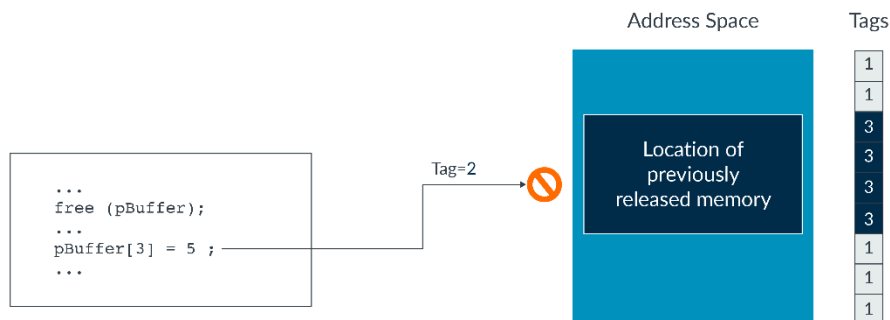 Address Space
Tags
1
1
3
3
3
3
1
1
1
Location of
previously
released memory
Tag=2
...
free (pBuffer);
...
pBuffer[3] = 5 ;
...